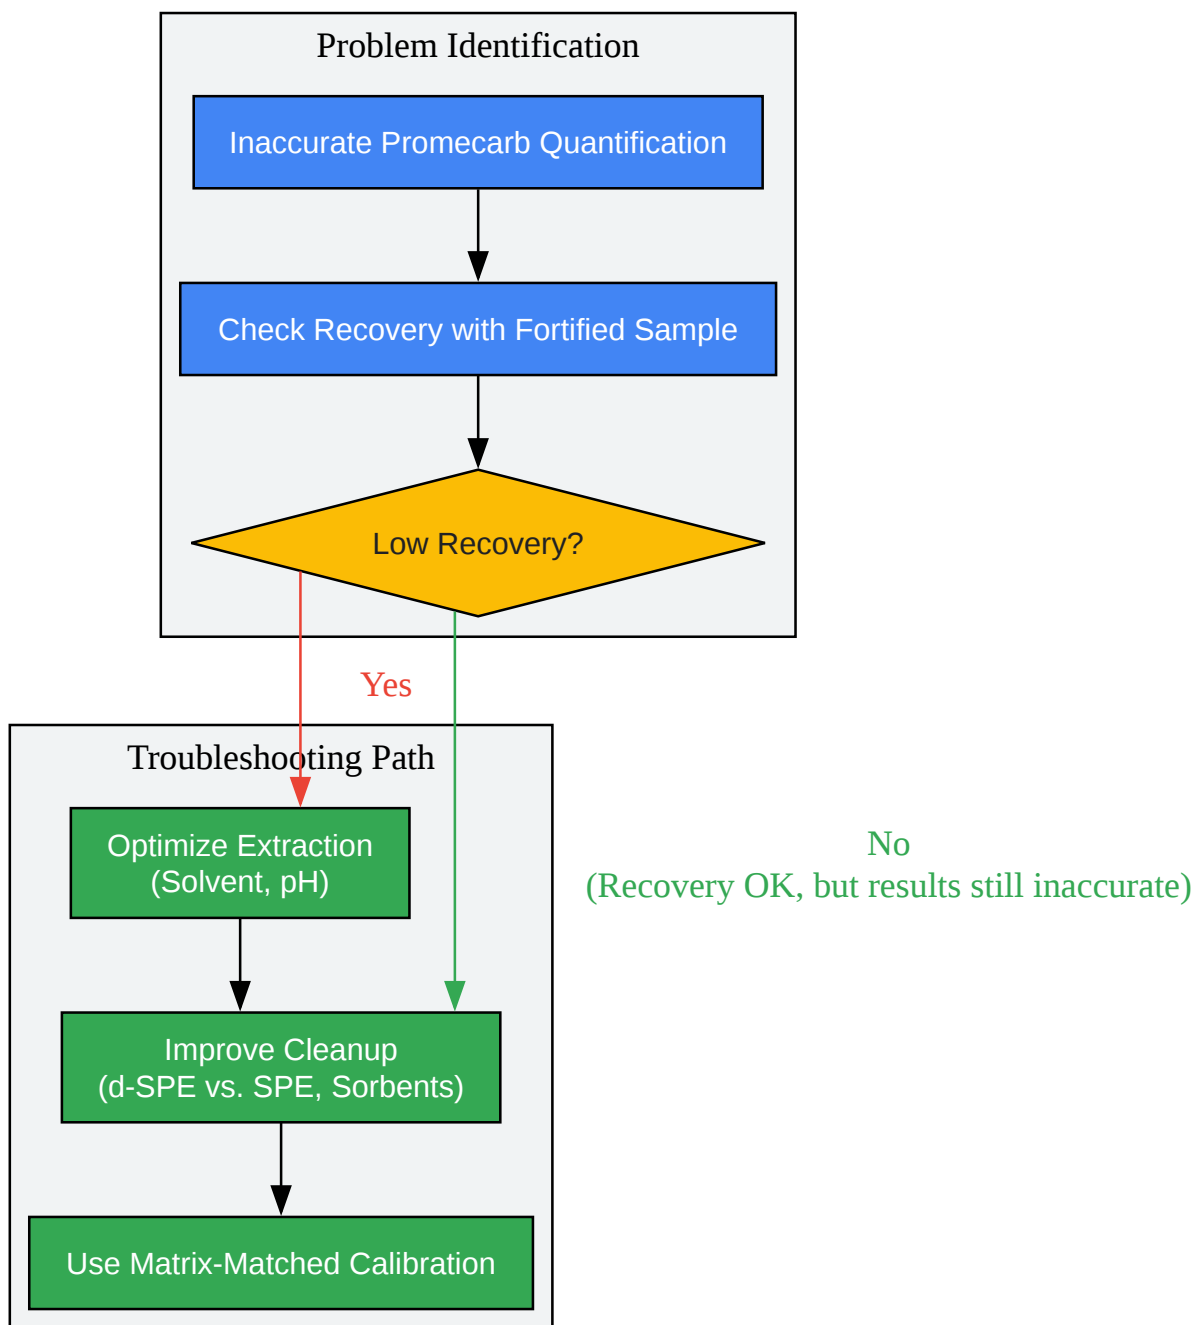 Problem Identification
Inaccurate Promecarb Quantification
Check Recovery with Fortified Sample
Low Recovery?
Yes
Troubleshooting Path
Optimize Extraction
(Solvent, pH)
No
(Recovery OK, but results still inaccurate)
Improve Cleanup
(d-SPE vs. SPE, Sorbents)
Use Matrix-Matched Calibration